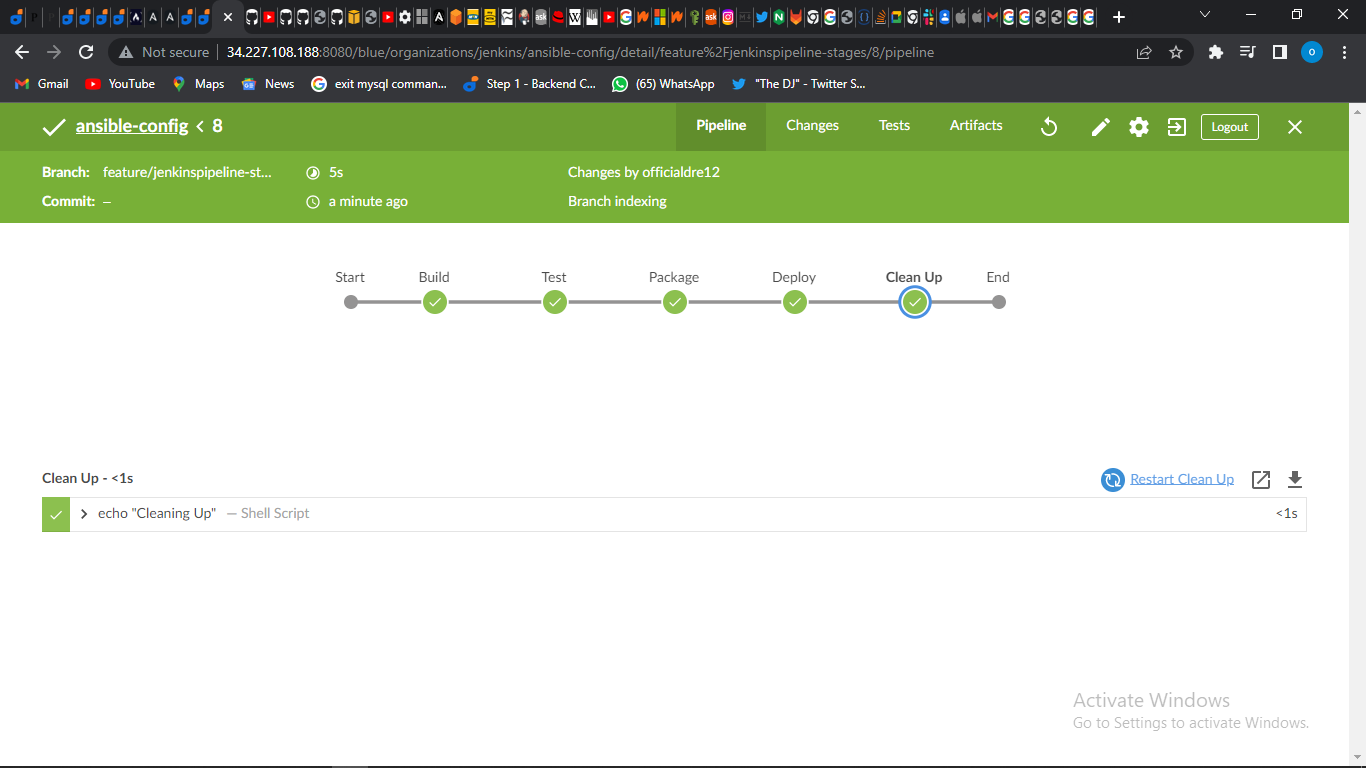 Not secure | 34.227.108.188:8080/blue/organizations/jenkins/ansible-config/detail/feature%2Fjenkinspipeline-stages/8/pipeline
Gmail YouTube Maps News exit mysql comman... Step 1 - Backend C... (65) WhatsApp "The DJ" - Twitter S...
ansible-config < 8 Pipeline Changes Tests Artifacts Logout
Branch: feature/jenkinspipeline-st... 5s Changes by officialdre12
Commit: – a minute ago Branch indexing
Start Build Test Package Deploy Clean Up End
Clean Up - <1s Restart Clean Up
echo "Cleaning Up" — Shell Script <1s
Activate Windows
Go to Settings to activate Windows.